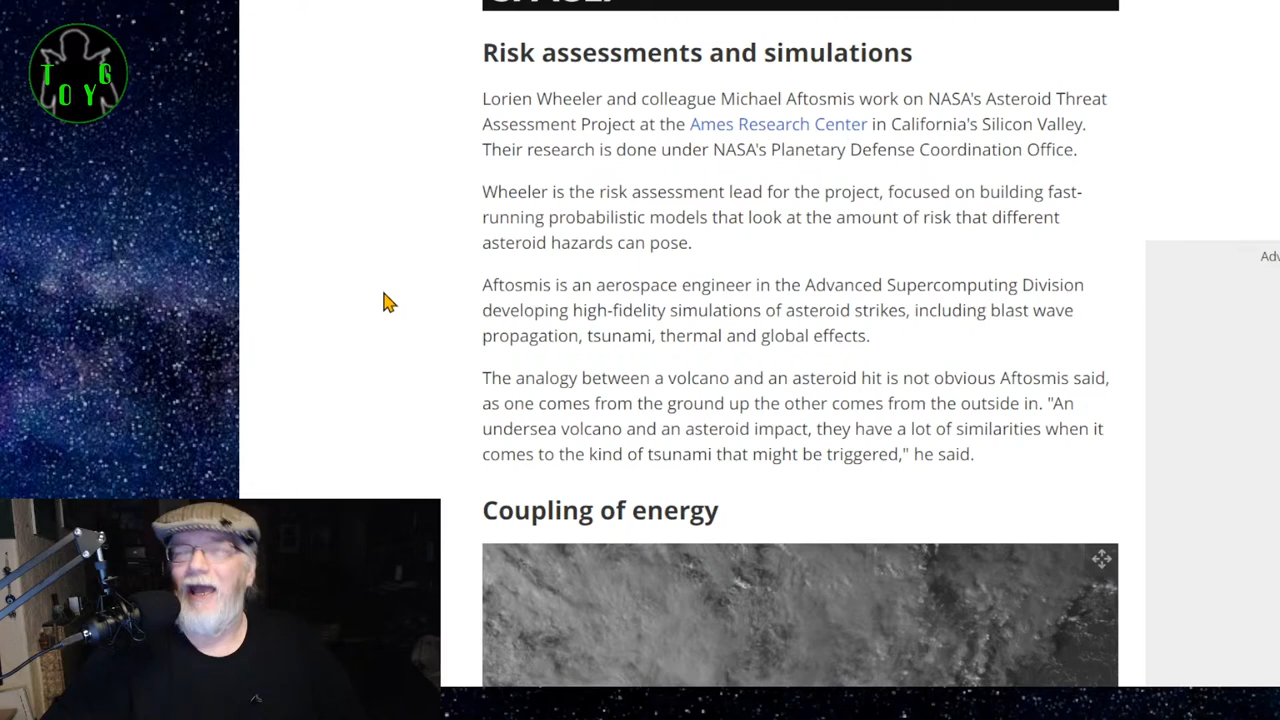 T G
O Y
Risk assessments and simulations
Lorien Wheeler and colleague Michael Aftosmis work on NASA's Asteroid Threat
Assessment Project at the Ames Research Center in California's Silicon Valley.
Their research is done under NASA's Planetary Defense Coordination Office.
Wheeler is the risk assessment lead for the project, focused on building fast-
running probabilistic models that look at the amount of risk that different
asteroid hazards can pose.
Adv
Aftosmis is an aerospace engineer in the Advanced Supercomputing Division
developing high-fidelity simulations of asteroid strikes, including blast wave
propagation, tsunami, thermal and global effects.
The analogy between a volcano and an asteroid hit is not obvious Aftosmis said,
as one comes from the ground up the other comes from the outside in. "An
undersea volcano and an asteroid impact, they have a lot of similarities when it
comes to the kind of tsunami that might be triggered," he said.
Coupling of energy